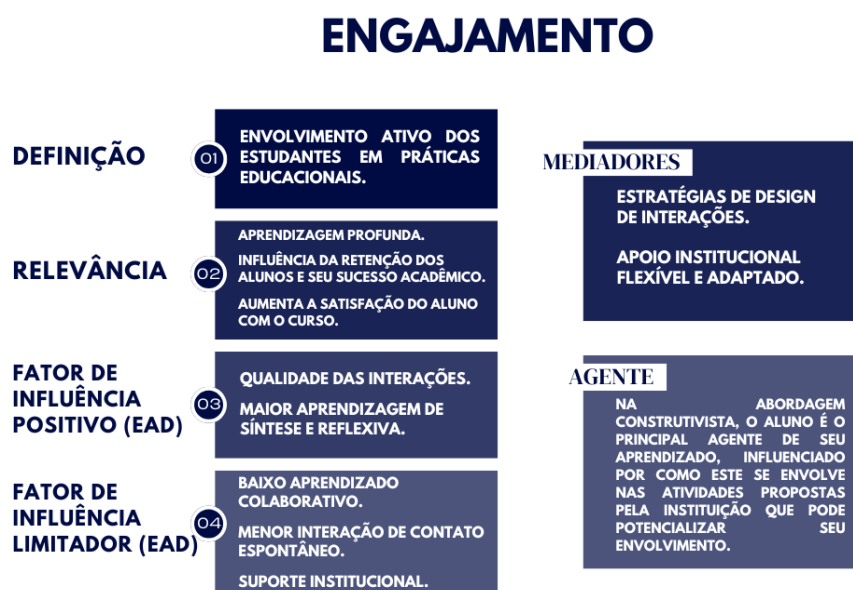 ENGAJAMENTO
DEFINIÇÃO
01
ENVOLVIMENTO ATIVO DOS
ESTUDANTES EM PRÁTICAS
EDUCACIONAIS.
RELEVÂNCIA
02
APRENDIZAGEM PROFUNDA.
INFLUÊNCIA DA RETENÇÃO DOS
ALUNOS E SEU SUCESSO ACADÊMICO.
AUMENTA A SATISFAÇÃO DO ALUNO
COM O CURSO.
FATOR DE
INFLUÊNCIA
POSITIVO (EAD)
03
QUALIDADE DAS INTERAÇÕES.
MAIOR APRENDIZAGEM DE
SÍNTESE E REFLEXIVA.
FATOR DE
INFLUÊNCIA
LIMITADOR (EAD)
04
BAIXO APRENDIZADO
COLABORATIVO.
MENOR INTERAÇÃO DE CONTATO
ESPONTÂNEO.
SUPORTE INSTITUCIONAL.
MEDIADORES
ESTRATÉGIAS DE DESIGN
DE INTERAÇÕES.
APOIO INSTITUCIONAL
FLEXÍVEL E ADAPTADO.
AGENTE
NA ABORDAGEM
CONSTRUTIVISTA, O ALUNO É O
PRINCIPAL AGENTE DE SEU
APRENDIZADO, INFLUENCIADO
POR COMO ESTE SE ENVOLVE
NAS ATIVIDADES PROPOSTAS
PELA INSTITUIÇÃO QUE PODE
POTENCIALIZAR SEU
ENVOLVIMENTO.